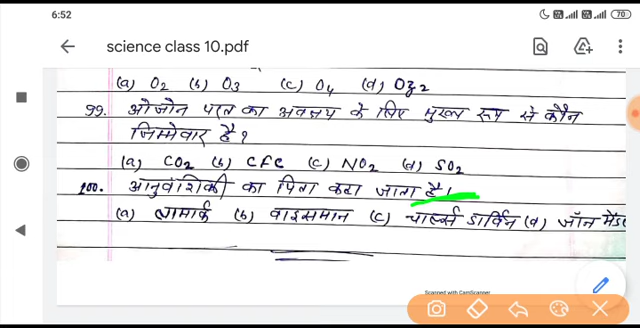 6:52
70
science class 10.pdf
(a) O2 (b) O3 (c) O4 (d) Oz2
99. ओजोन परत का अवक्षय के लिए मुख्य रूप से कौन
जिम्मेवार है?
(a) CO2 (b) CFC (c) NO2 (d) SO2
100. आनुवांशिकी का पिता कहा जाता है।
(a) लामार्क (b) वाइसमान (c) चार्ल्स डार्विन (d) जॉन
Scanned with CamScanner